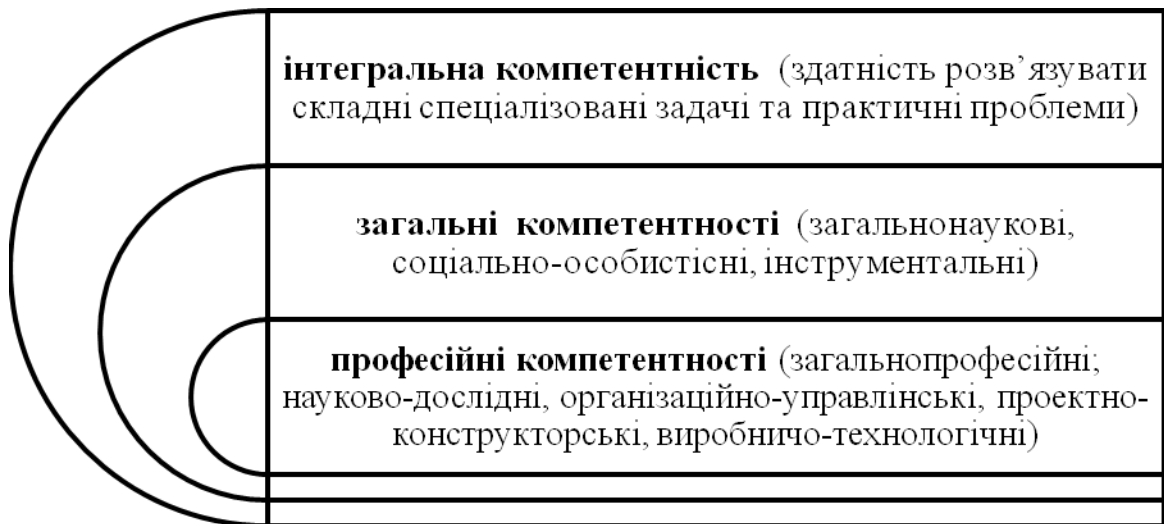 інтегральна компетентність (здатність розв’язувати
складні спеціалізовані задачі та практичні проблеми)
загальні компетентності (загальнонаукові,
соціально-особистісні, інструментальні)
професійні компетентності (загальнопрофесійні;
науково-дослідні, організаційно-управлінські, проектно-
конструкторські, виробничо-технологічні)